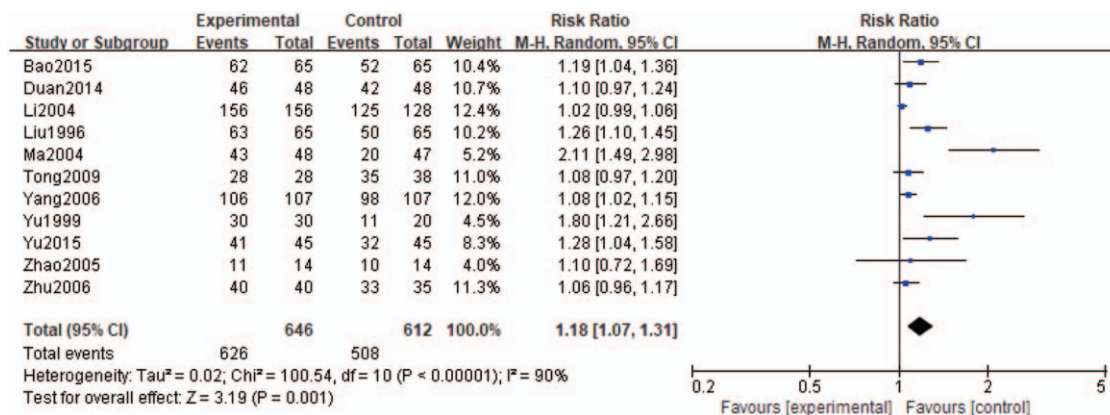 Experimental Control Risk Ratio Risk Ratio
Study or Subgroup Events Total Events Total Weight M-H, Random, 95% CI M-H, Random, 95% CI
Bao2015 62 65 52 65 10.4% 1.19 [1.04, 1.36]
Duan2014 46 48 42 48 10.7% 1.10 [0.97, 1.24]
Li2004 156 156 125 128 12.4% 1.02 [0.99, 1.06]
Liu1996 63 65 50 65 10.2% 1.26 [1.10, 1.45]
Ma2004 43 48 20 47 5.2% 2.11 [1.49, 2.98]
Tong2009 28 28 35 38 11.0% 1.08 [0.97, 1.20]
Yang2006 106 107 98 107 12.0% 1.08 [1.02, 1.15]
Yu1999 30 30 11 20 4.5% 1.80 [1.21, 2.66]
Yu2015 41 45 32 45 8.3% 1.28 [1.04, 1.58]
Zhao2005 11 14 10 14 4.0% 1.10 [0.72, 1.69]
Zhu2006 40 40 33 35 11.3% 1.06 [0.96, 1.17]
Total (95% CI) 646 612 100.0% 1.18 [1.07, 1.31]
Total events 626 508
Heterogeneity: Tau² = 0.02; Chi² = 100.54, df = 10 (P < 0.00001); I² = 90%
Test for overall effect: Z = 3.19 (P = 0.001)
0.2 0.5 1 2 5
Favours [experimental] Favours [control]